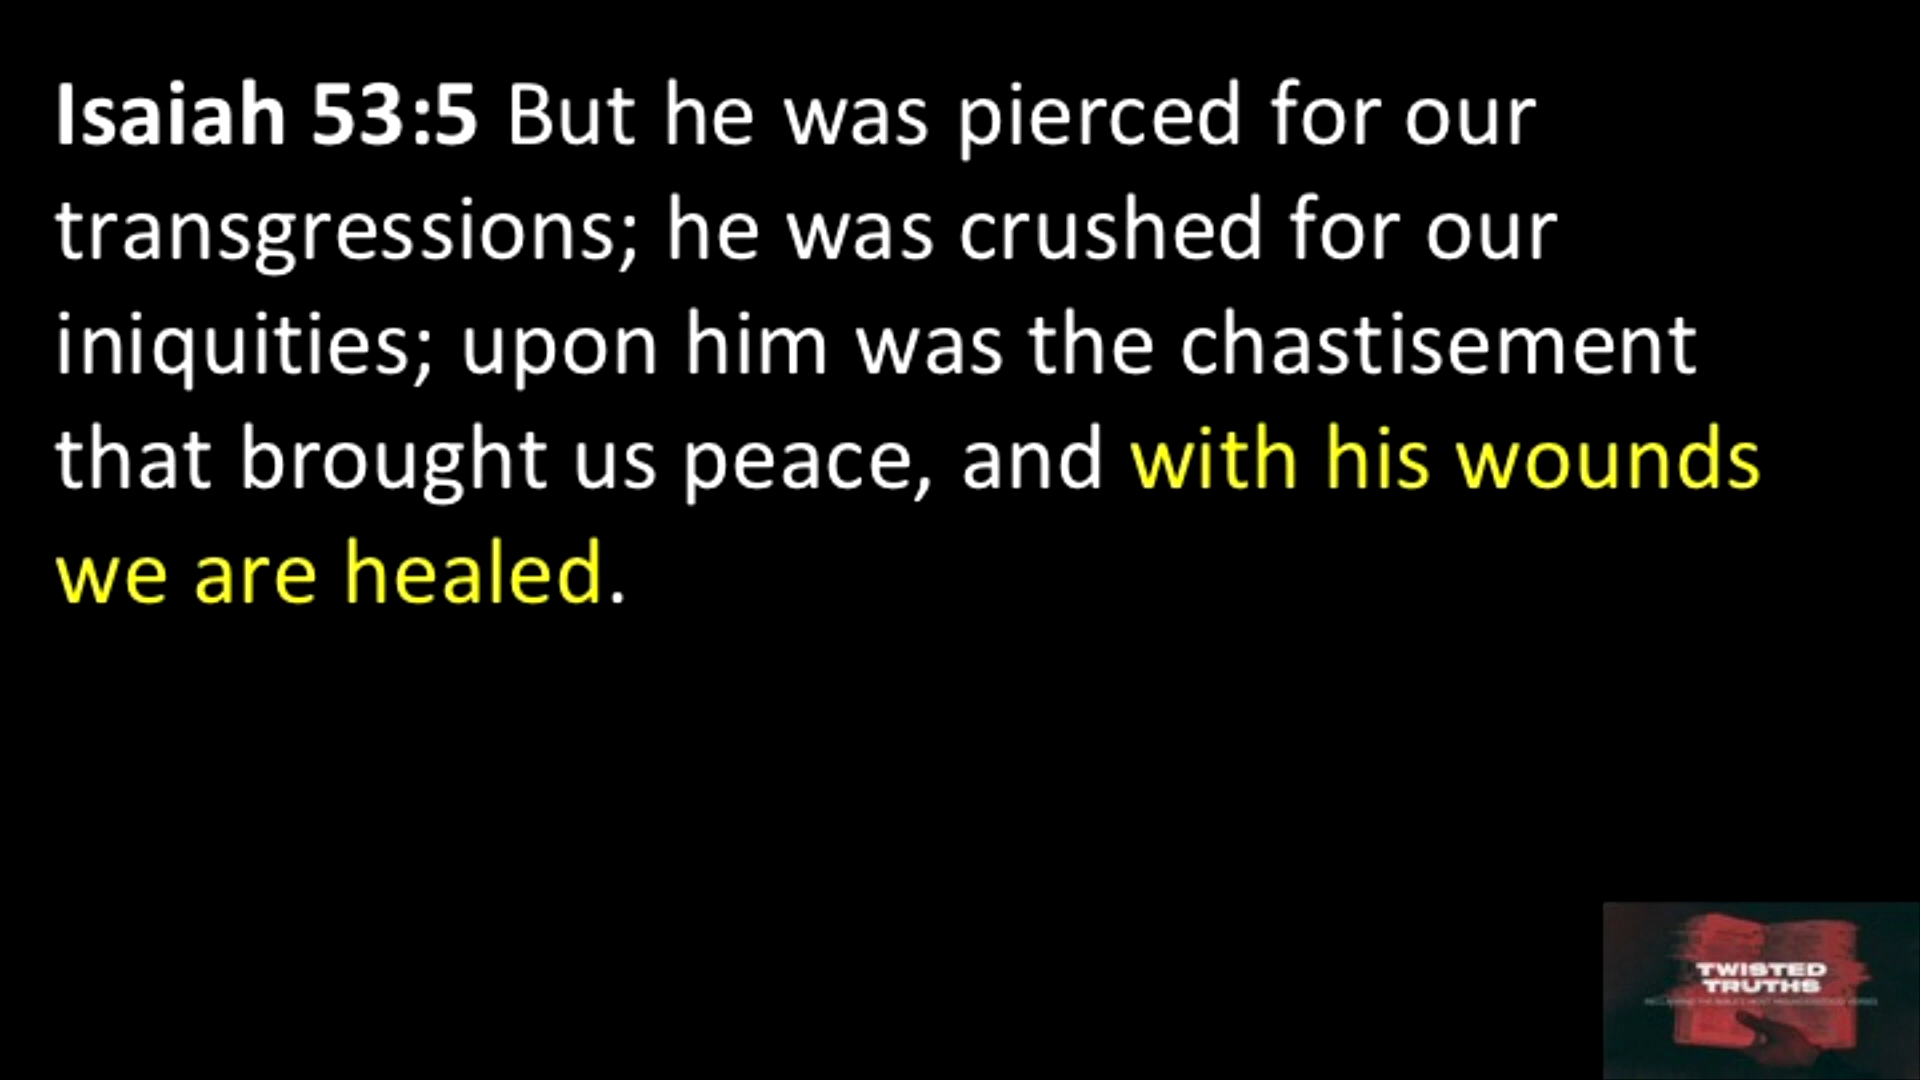 Isaiah 53:5 But he was pierced for our
transgressions; he was crushed for our
iniquities; upon him was the chastisement
that brought us peace, and with his wounds
we are healed.
TWISTED
TRUTHS